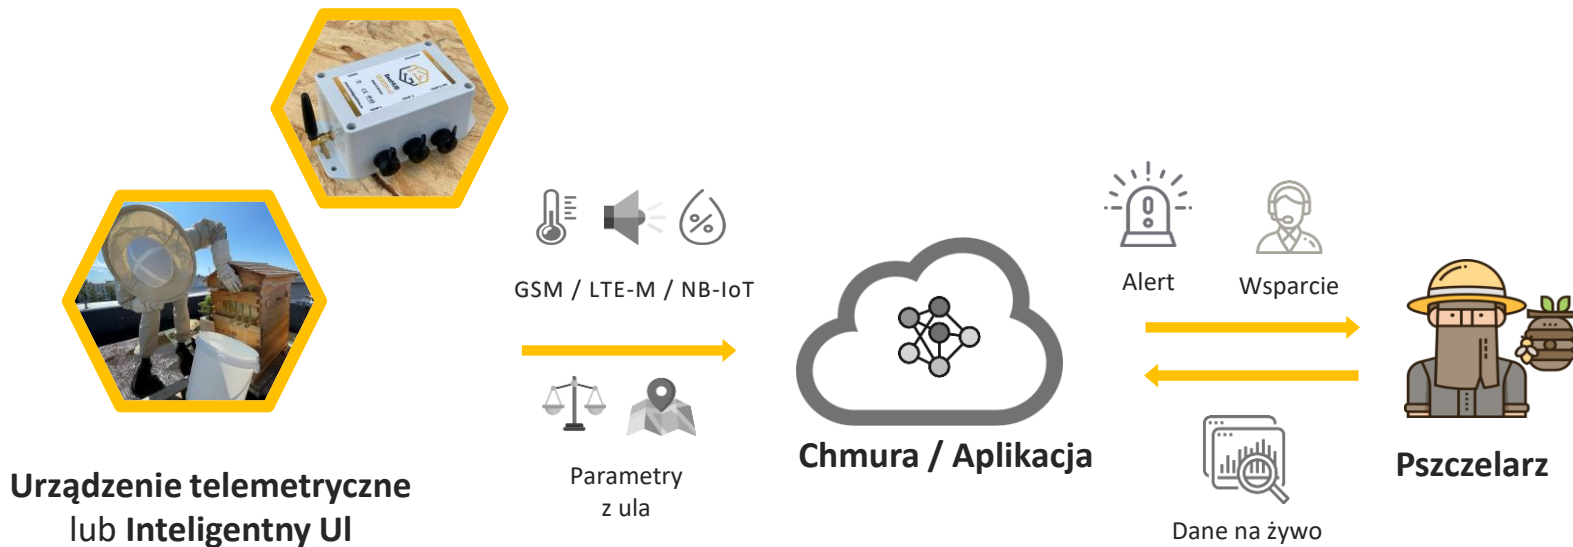 GSM / LTE-M / NB-IoT
Parametry
z ula
Urządzenie telemetryczne
lub Inteligentny Ul
Chmura / Aplikacja
Alert
Wsparcie
Dane na żywo
Pszczelarz